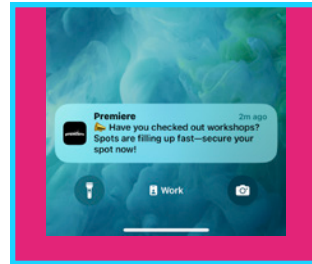 Premiere 2m ago
🥾 Have you checked out workshops?
Spots are filling up fast—secure your
spot now!
Work